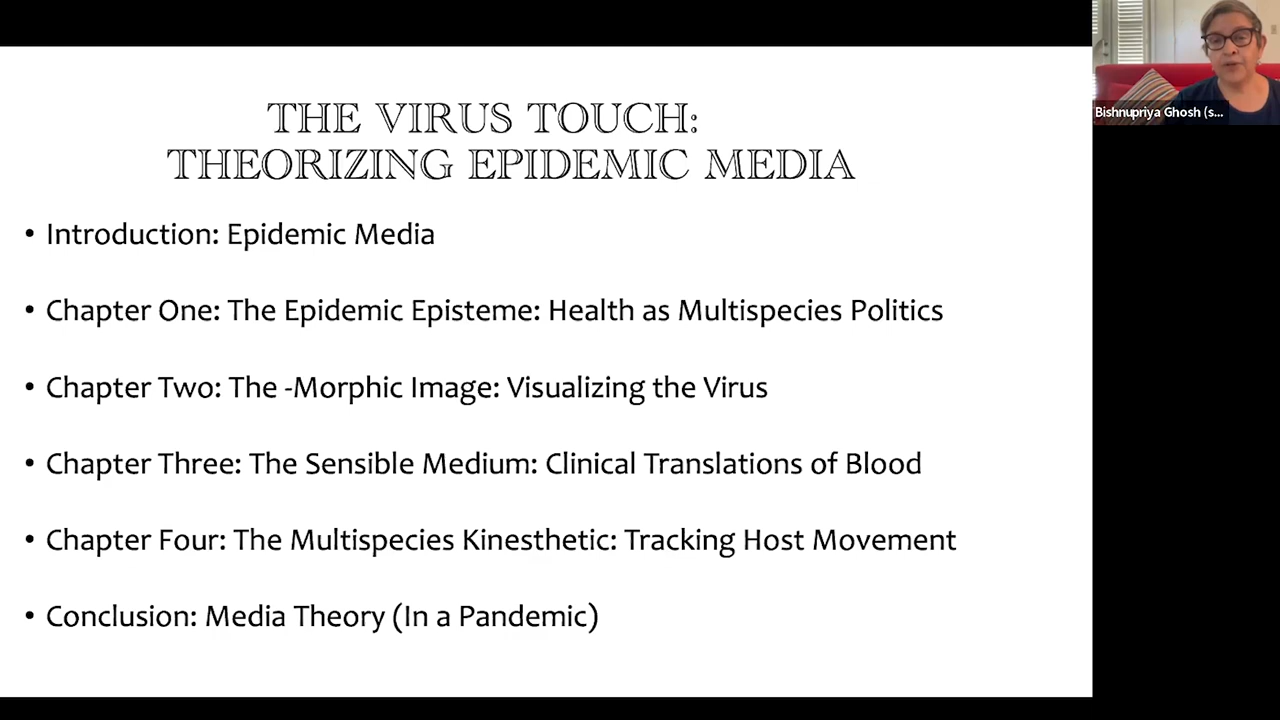 THE VIRUS TOUCH:
THEORIZING EPIDEMIC MEDIA
• Introduction: Epidemic Media
• Chapter One: The Epidemic Episteme: Health as Multispecies Politics
• Chapter Two: The -Morphic Image: Visualizing the Virus
• Chapter Three: The Sensible Medium: Clinical Translations of Blood
• Chapter Four: The Multispecies Kinesthetic: Tracking Host Movement
• Conclusion: Media Theory (In a Pandemic)
Bishnupriya Ghosh (s...